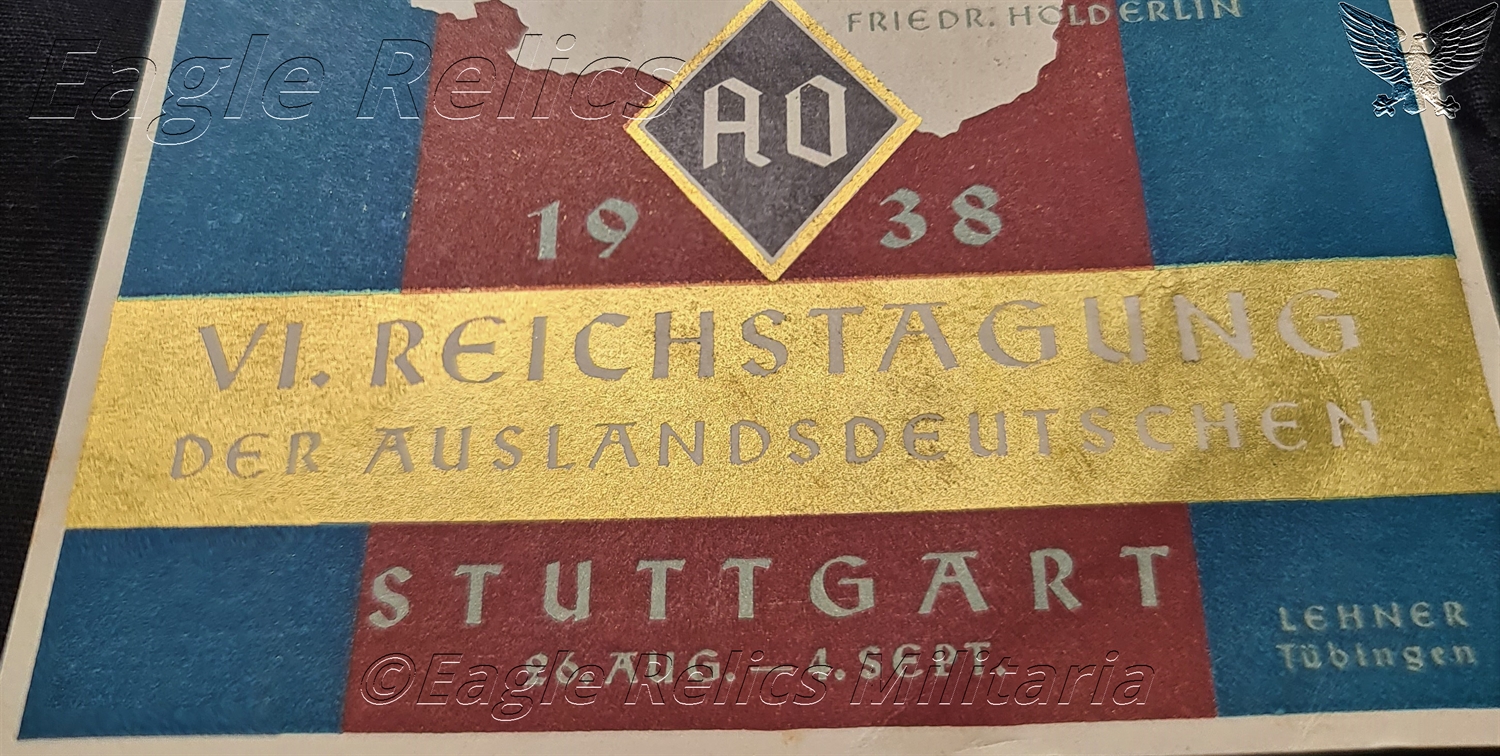 FRIEDR. HÖLDERLIN
Eagle Relics
AO
19 38
VI. REICHSTAGUNG
DER AUSLANDSDEUTSCHEN
STUTTGART
26. AUG. – 4. SEPT.
©Eagle Relics Militaria
LEHNER
Tübingen